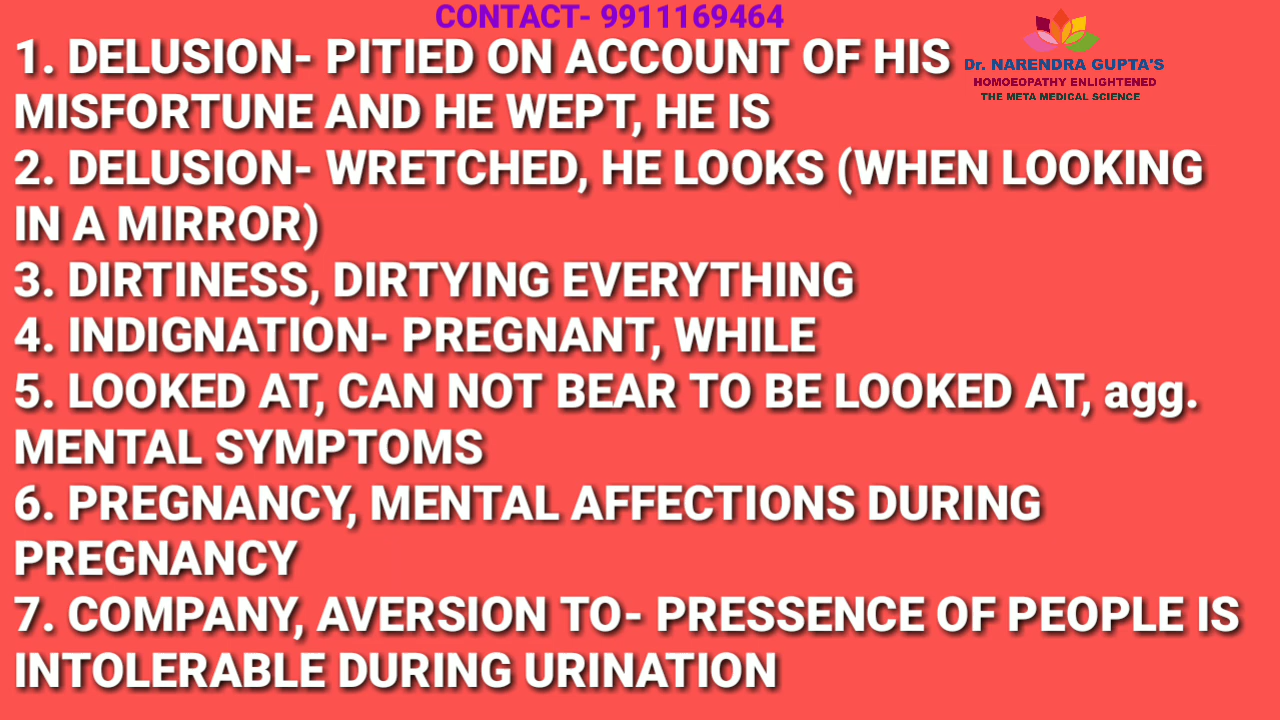 CONTACT- 9911169464
1. DELUSION- PITIED ON ACCOUNT OF HIS
MISFORTUNE AND HE WEPT, HE IS
Dr. NARENDRA GUPTA'S
HOMOEOPATHY ENLIGHTENED
THE META MEDICAL SCIENCE
2. DELUSION- WRETCHED, HE LOOKS (WHEN LOOKING
IN A MIRROR)
3. DIRTINESS, DIRTYING EVERYTHING
4. INDIGNATION- PREGNANT, WHILE
5. LOOKED AT, CAN NOT BEAR TO BE LOOKED AT, agg.
MENTAL SYMPTOMS
6. PREGNANCY, MENTAL AFFECTIONS DURING
PREGNANCY
7. COMPANY, AVERSION TO- PRESSENCE OF PEOPLE IS
INTOLERABLE DURING URINATION